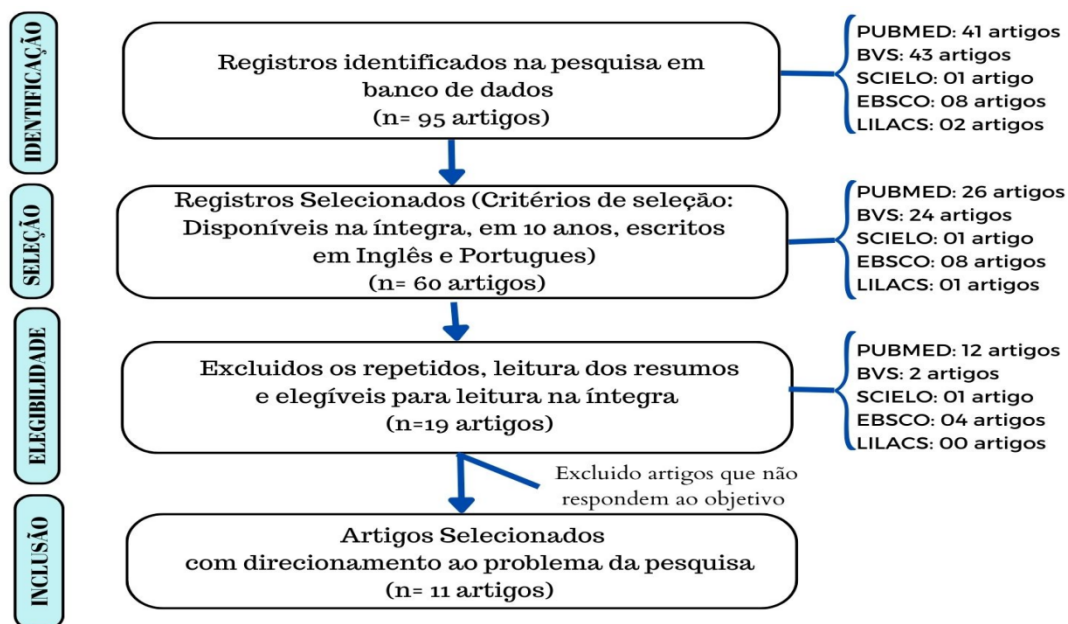 IDENTIFICAÇÃO
Registros identificados na pesquisa em
banco de dados
(n= 95 artigos)
PUBMED: 41 artigos
BVS: 43 artigos
SCIELO: 01 artigo
EBSCO: 08 artigos
LILACS: 02 artigos
SELEÇÃO
Registros Selecionados (Critérios de seleção:
Disponíveis na íntegra, em 10 anos, escritos
em Inglês e Portugues)
(n= 60 artigos)
PUBMED: 26 artigos
BVS: 24 artigos
SCIELO: 01 artigo
EBSCO: 08 artigos
LILACS: 01 artigos
ELEGIBILIDADE
Excluidos os repetidos, leitura dos resumos
e elegíveis para leitura na íntegra
(n=19 artigos)
PUBMED: 12 artigos
BVS: 2 artigos
SCIELO: 01 artigo
EBSCO: 04 artigos
LILACS: 00 artigos
Excluido artigos que não
respondem ao objetivo
INCLUSÃO
Artigos Selecionados
com direcionamento ao problema da pesquisa
(n= 11 artigos)